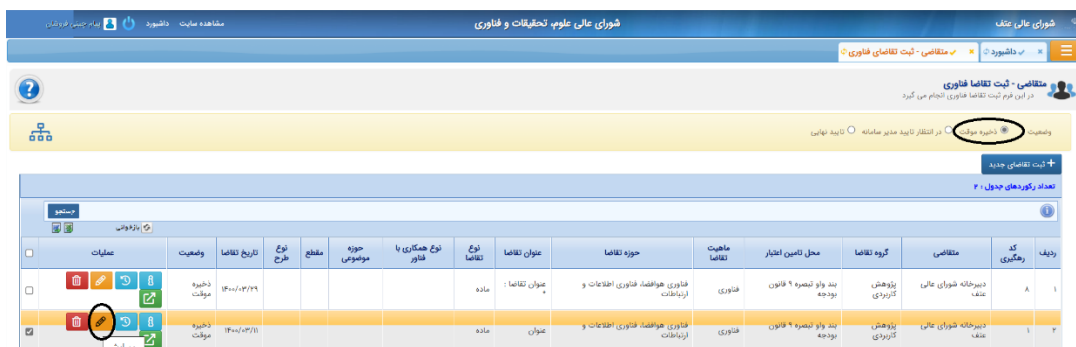 شورای عالی عتف
شورای عالی علوم، تحقیقات و فناوری
مشاهده سایت داشبورد پیام چینی فروشان
داشبورد
متقاضی - ثبت تقاضای فناوری
متقاضی - ثبت تقاضا فناوری
در این فرم ثبت تقاضا فناوری انجام می گیرد
وضعیت ذخیره موقت در انتظار تایید مدیر سامانه تایید نهایی
+ ثبت تقاضای جدید
تعداد رکوردهای جدول : ۲
جستجو
بازخوانی
ردیف کد رهگیری متقاضی گروه تقاضا محل تامین اعتبار ماهیت تقاضا حوزه تقاضا عنوان تقاضا نوع تقاضا نوع همکاری با فناور حوزه موضوعی مقطع نوع طرح تاریخ تقاضا وضعیت عملیات
۱ ۸ دبیرخانه شورای عالی عتف پژوهش کاربردی بند واو تبصره ۹ قانون بودجه فناوری فناوری هوافضا، فناوری اطلاعات و ارتباطات عنوان تقاضا : * ماده ۱۴۰۰/۰۳/۲۹ ذخیره موقت
۲ ۱ دبیرخانه شورای عالی عتف پژوهش کاربردی بند واو تبصره ۹ قانون بودجه فناوری فناوری هوافضا، فناوری اطلاعات و ارتباطات عنوان ماده ۱۴۰۰/۰۳/۱۱ ذخیره موقت